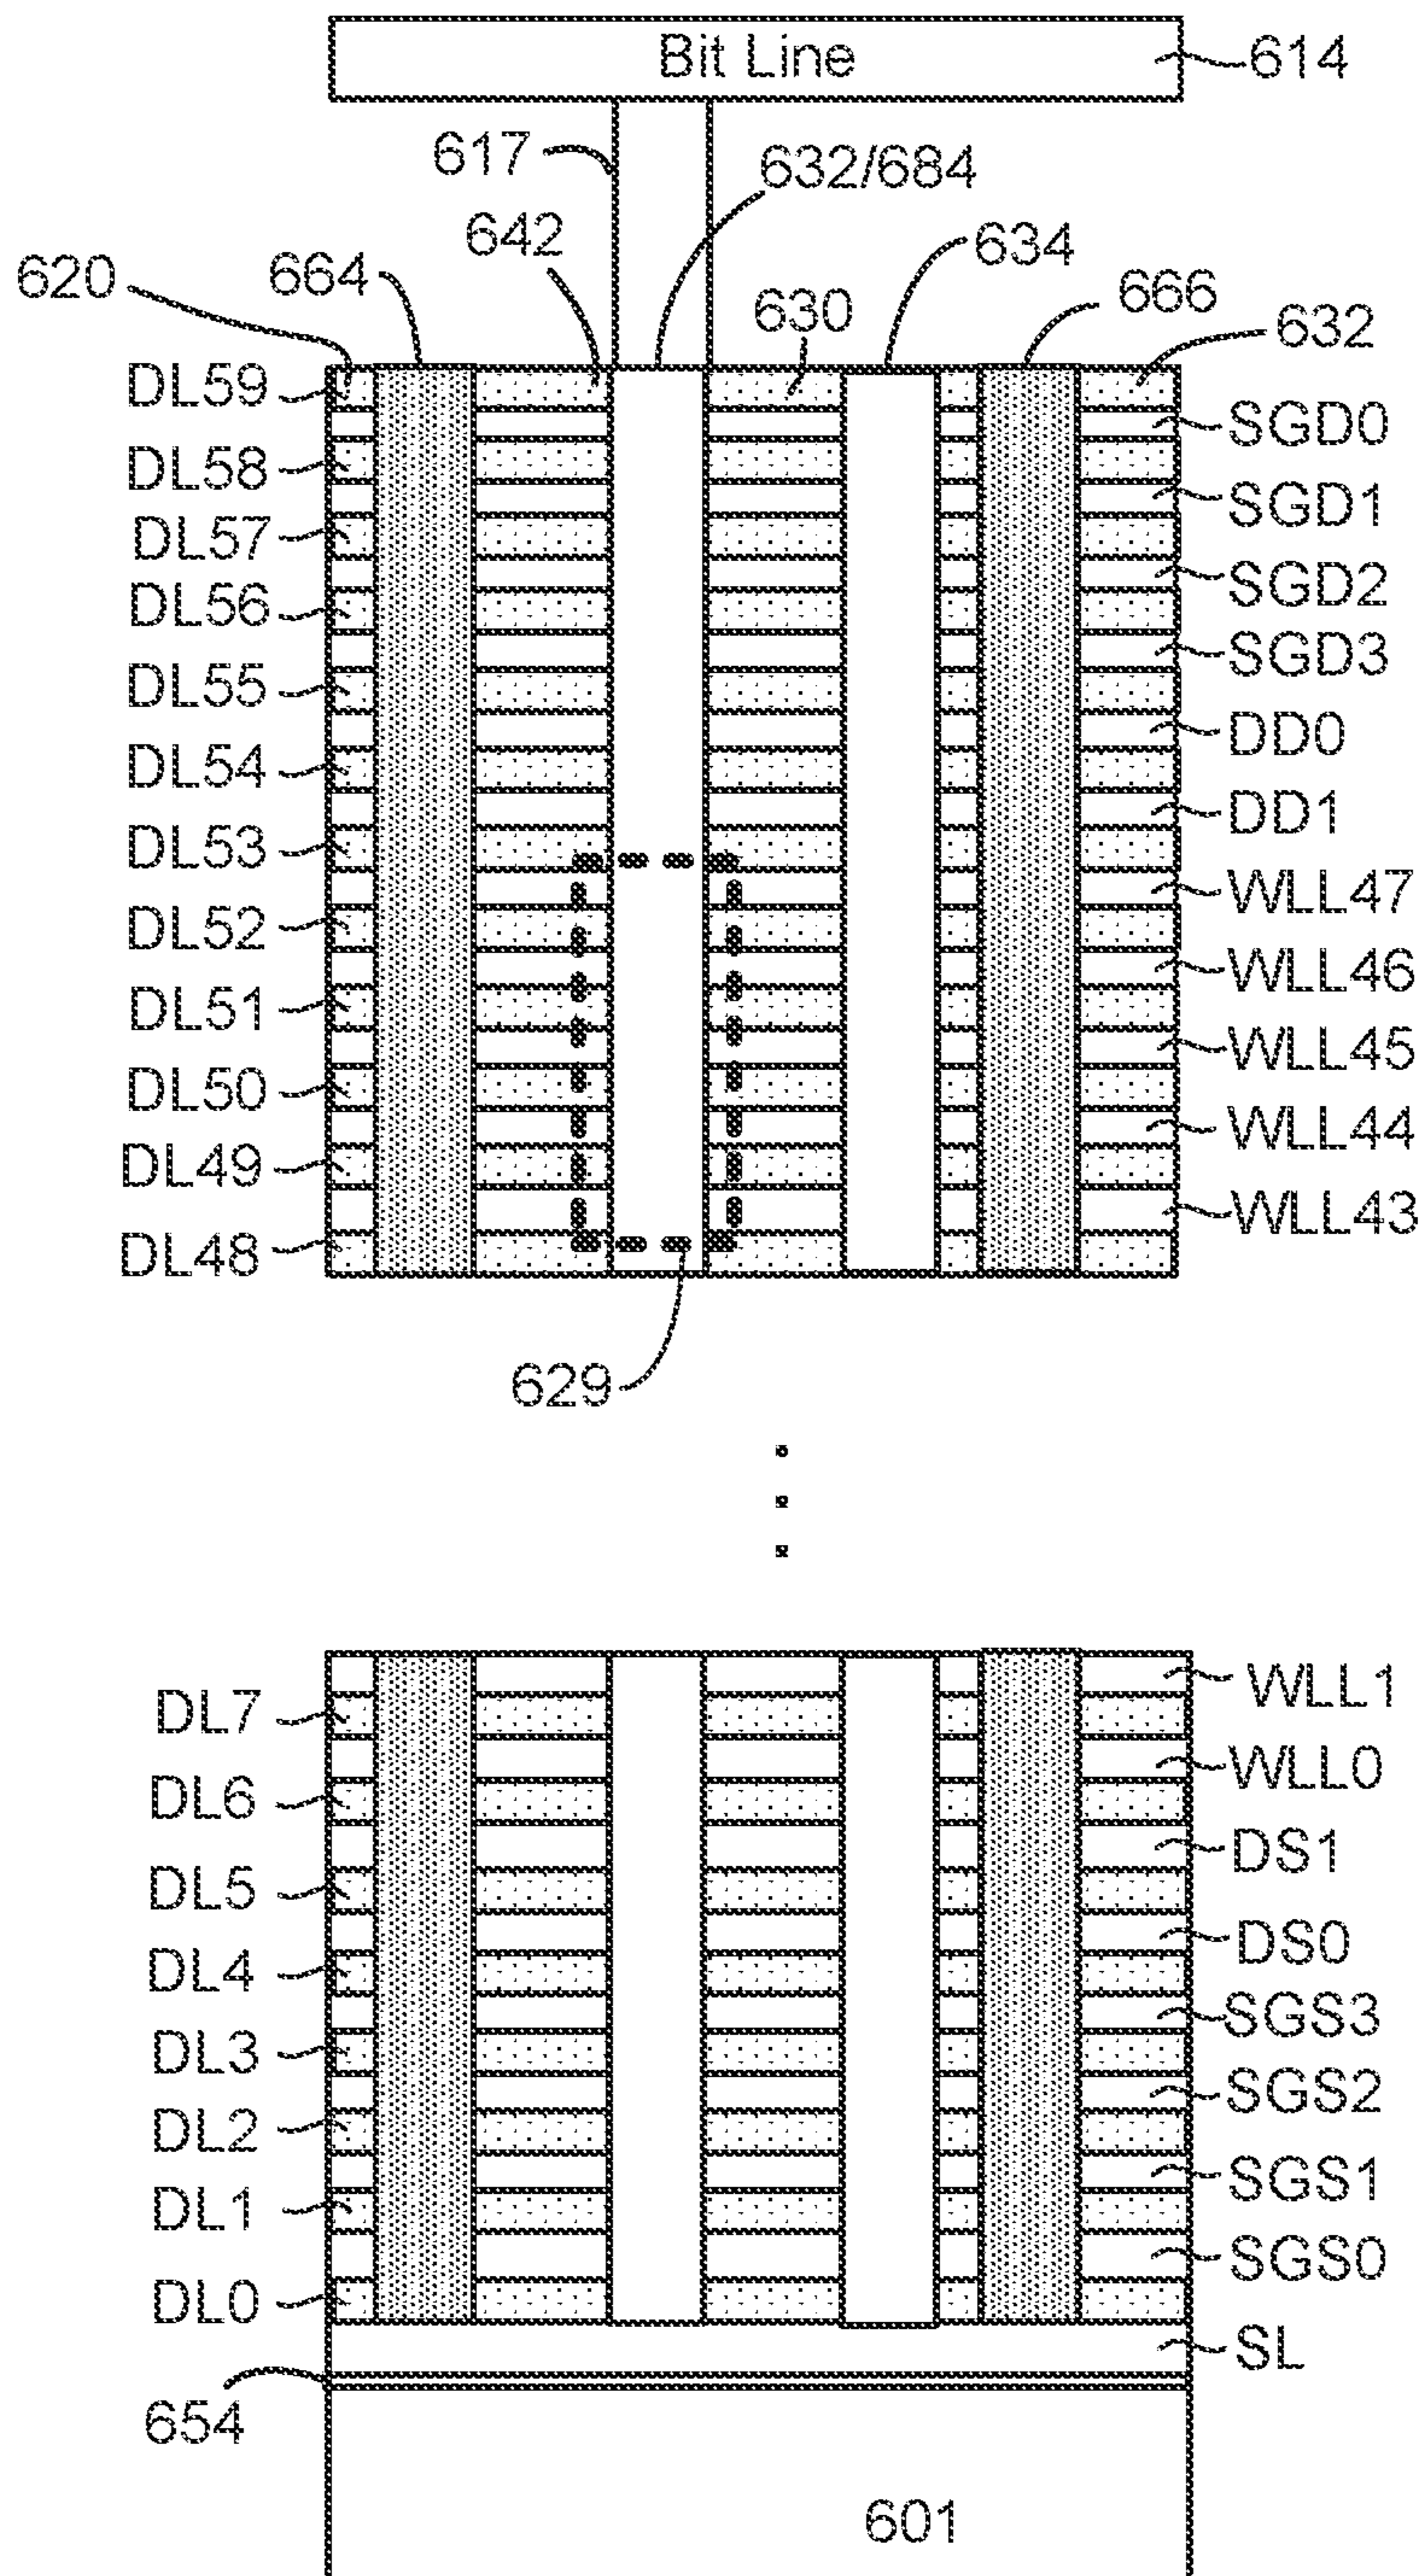 Bit Line
614
617
632/684
642
634
620
664
630
666
632
DL59
SGD0
DL58
SGD1
DL57
SGD2
DL56
SGD3
DL55
DD0
DL54
DD1
DL53
WLL47
DL52
WLL46
DL51
WLL45
DL50
WLL44
DL49
WLL43
DL48
629
WLL1
DL7
WLL0
DL6
DS1
DL5
DS0
DL4
SGS3
DL3
SGS2
DL2
SGS1
DL1
SGS0
DL0
SL
654
601